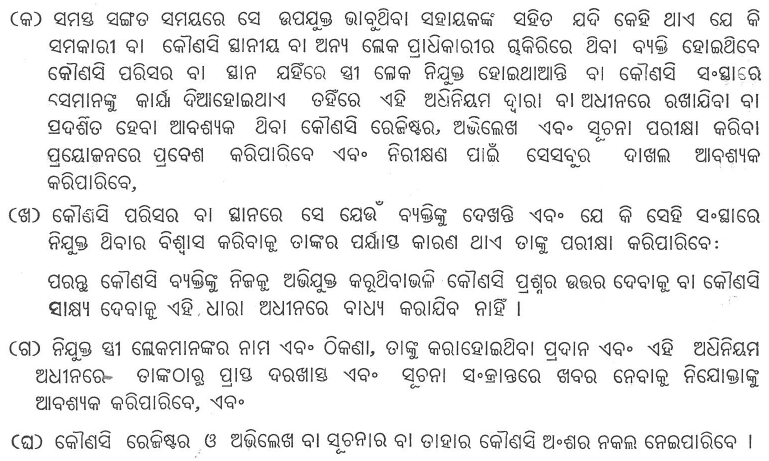 (କ) ସମସ୍ତ ସଙ୍ଗତ ସମୟରେ ସେ ଉପଯୁକ୍ତ ଭାବୁଥିବା ସହାୟକଙ୍କ ସହିତ ଯଦି କେହି ଥାଏ ଯେ କି
ସମକାରୀ ବା କୌଣସି ସ୍ଥାନୀୟ ବା ଅନ୍ୟ ଲେକ ପ୍ରାଧିକାରୀର ଚାକିରିରେ ଥିବା ବ୍ୟକ୍ତି ହୋଇଥିବେ
କୌଣସି ପରିସର ବା ସ୍ଥାନ ଯହିଁରେ ସ୍ତ୍ରୀ ଲେକ ନିଯୁକ୍ତ ହୋଇଥାଆନ୍ତି ବା କୌଣସି ସଂସ୍ଥାରେ
ସେମାନଙ୍କୁ କାର୍ଯ୍ୟ ଦିଆହୋଇଥାଏ ତହିଁରେ ଏହି ଅଧିନିୟମ ଦ୍ୱାରା ବା ଅଧୀନରେ ରଖାଯିବା ବା
ପ୍ରଦର୍ଶିତ ହେବା ଆବଶ୍ୟକ ଥିବା କୌଣସି ରେଜିଷ୍ଟର, ଅଭିଲେଖ ଏବଂ ସୂଚନା ପରୀକ୍ଷା କରିବା
ପ୍ରୟୋଜନରେ ପ୍ରବେଶ କରିପାରିବେ ଏବଂ ନିରୀକ୍ଷଣ ପାଇଁ ସେସବୁର ଦାଖଲ ଆବଶ୍ୟକ
କରିପାରିବେ,
(ଖ) କୌଣସି ପରିସର ବା ସ୍ଥାନରେ ସେ ଯେଉଁ ବ୍ୟକ୍ତିଙ୍କୁ ଦେଖନ୍ତି ଏବଂ ଯେ କି ସେହି ସଂସ୍ଥାରେ
ନିଯୁକ୍ତ ଥିବାର ବିଶ୍ୱାସ କରିବାକୁ ତାଙ୍କର ପର୍ଯ୍ୟାପ୍ତ କାରଣ ଥାଏ ତାଙ୍କୁ ପରୀକ୍ଷା କରିପାରିବେ:
ପରନ୍ତୁ କୌଣସି ବ୍ୟକ୍ତିଙ୍କୁ ନିଜକୁ ଅଭିଯୁକ୍ତ କରୁଥିବାଭଳି କୌଣସି ପ୍ରଶ୍ନର ଉତ୍ତର ଦେବାକୁ ବା କୌଣସି
ସାକ୍ଷ୍ୟ ଦେବାକୁ ଏହି ଧାରା ଅଧୀନରେ ବାଧ୍ୟ କରାଯିବ ନାହିଁ ।
(ଗ) ନିଯୁକ୍ତ ସ୍ତ୍ରୀ ଲେକମାନଙ୍କର ନାମ ଏବଂ ଠିକଣା, ତାଙ୍କୁ କରାହୋଇଥିବା ପ୍ରଦାନ ଏବଂ ଏହି ଅଧିନିୟମ
ଅଧୀନରେ ତାଙ୍କଠାରୁ ପ୍ରାପ୍ତ ଦରଖାସ୍ତ ଏବଂ ସୂଚନା ସଂକ୍ରାନ୍ତରେ ଖବର ନେବାକୁ ନିଯୋକ୍ତାଙ୍କୁ
ଆବଶ୍ୟକ କରିପାରିବେ, ଏବଂ
(ଘ) କୌଣସି ରେଜିଷ୍ଟର ଓ ଅଭିଲେଖ ବା ସୂଚନାର ବା ତାହାର କୌଣସି ଅଂଶର ନକଲ ନେଇପାରିବେ ।